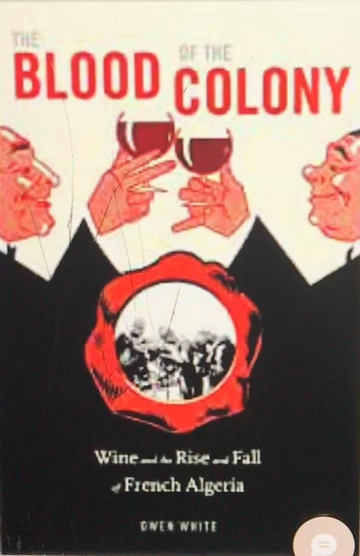 THE
BLOOD OF THE
COLONY
Wine and the Rise and Fall
of French Algeria
OWEN WHITE